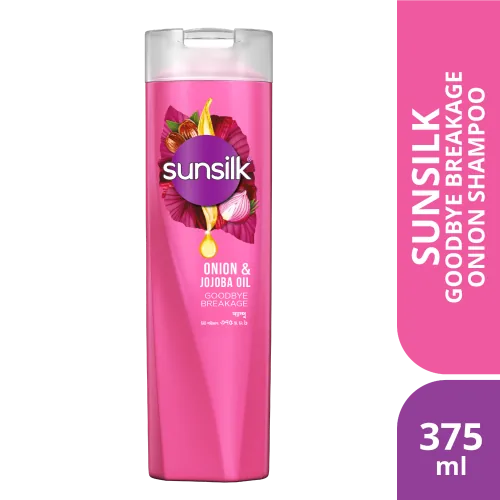 sunsilk
ONION &
JOJOBA OIL
GOODBYE
BREAKAGE
SUNSILK
GOODBYE BREAKAGE
ONION SHAMPOO
375
ml